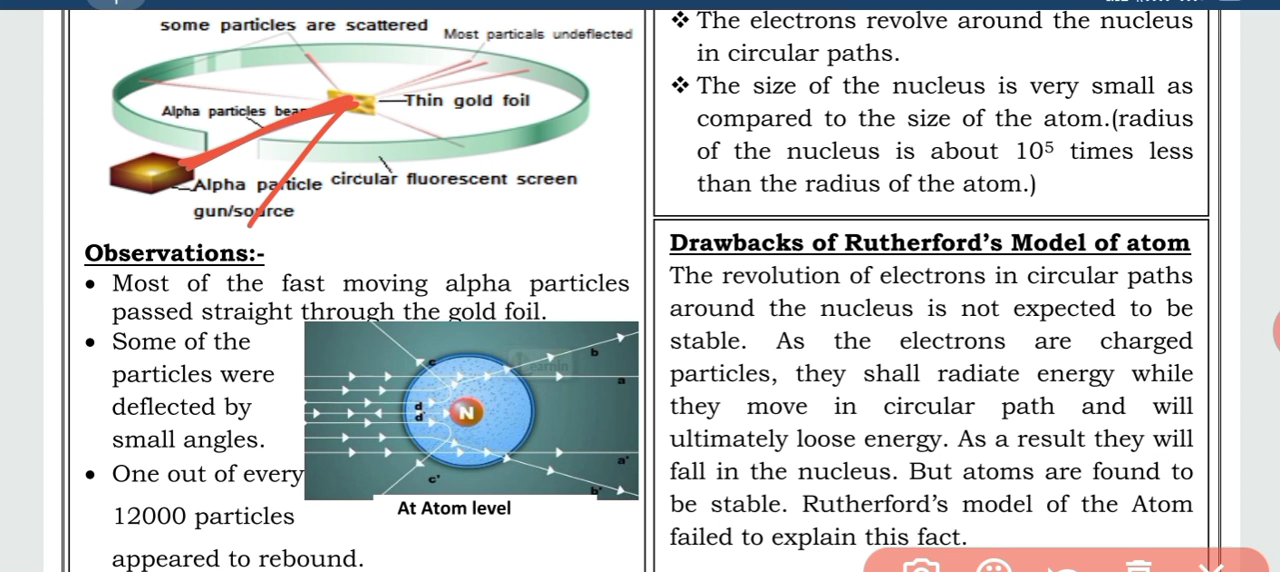 some particles are scattered
Most particals undeflected
Thin gold foil
Alpha particles
Alpha particle
circular fluorescent screen
gun/source
Observations:-
• Most of the fast moving alpha particles
passed straight through the gold foil.
• Some of the
particles were
deflected by
small angles.
• One out of every
12000 particles
appeared to rebound.
c
b
a
d
d'
N
a'
c'
b'
At Atom level
❖ The electrons revolve around the nucleus
in circular paths.
❖ The size of the nucleus is very small as
compared to the size of the atom.(radius
of the nucleus is about 10⁵ times less
than the radius of the atom.)
Drawbacks of Rutherford's Model of atom
The revolution of electrons in circular paths
around the nucleus is not expected to be
stable. As the electrons are charged
particles, they shall radiate energy while
they move in circular path and will
ultimately loose energy. As a result they will
fall in the nucleus. But atoms are found to
be stable. Rutherford's model of the Atom
failed to explain this fact.